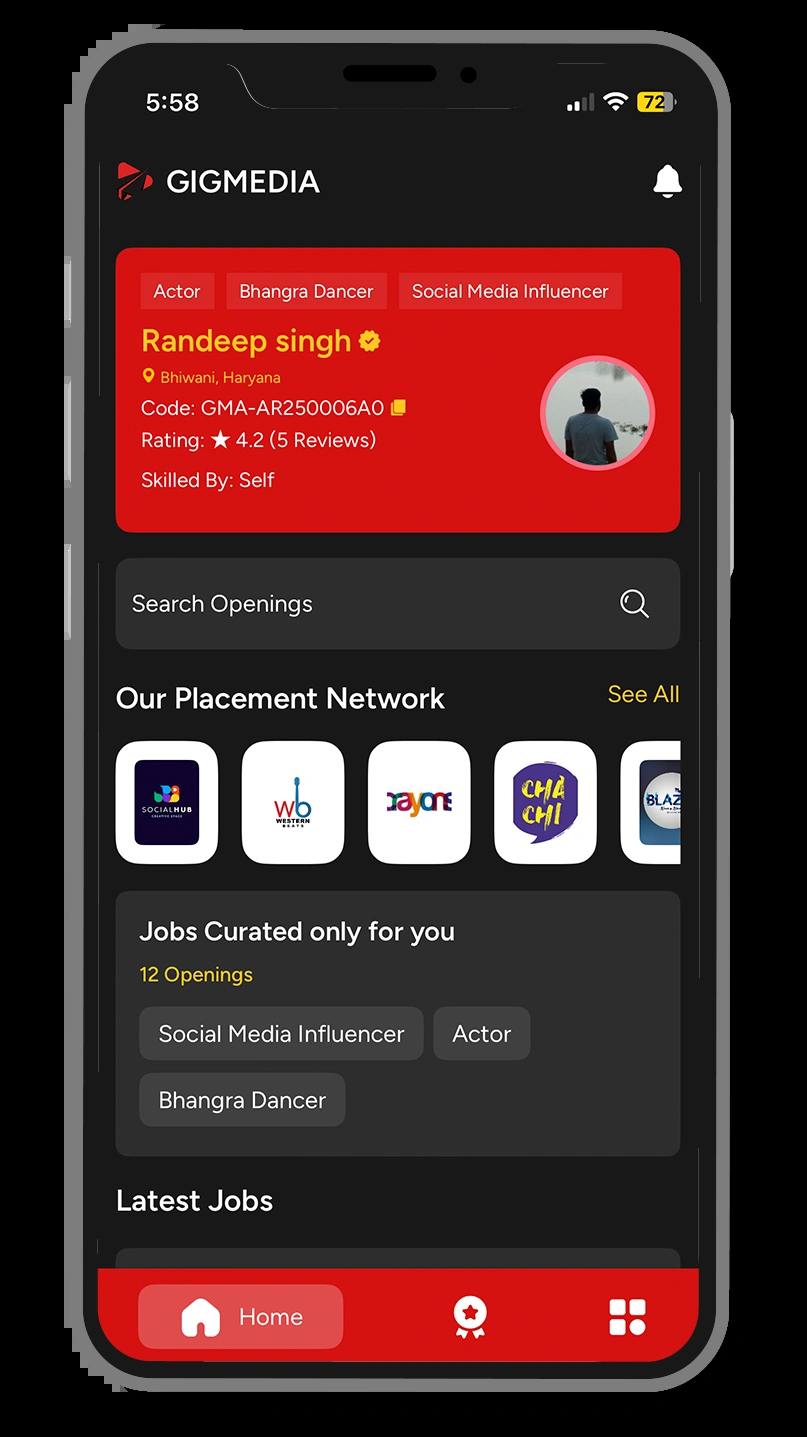 5:58
72
GIGMEDIA
Actor Bhangra Dancer Social Media Influencer
Randeep singh
Bhiwani, Haryana
Code: GMA-AR250006A0
Rating: ★ 4.2 (5 Reviews)
Skilled By: Self
Search Openings
Our Placement Network See All
SOCIALHUB
CREATIVE SPACE
wb
WESTERN
BEATS
CHA
CHI
BLAZ
Jobs Curated only for you
12 Openings
Social Media Influencer Actor
Bhangra Dancer
Latest Jobs
Home